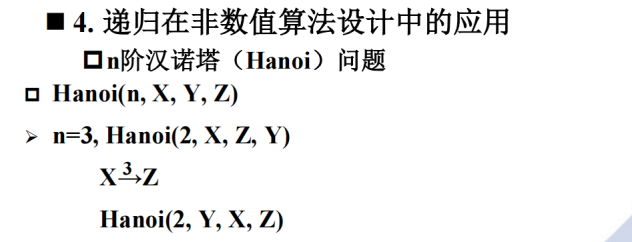 ■ 4. 递归在非数值算法设计中的应用
n阶汉诺塔（Hanoi）问题
Hanoi(n, X, Y, Z)
➢ n=3, Hanoi(2, X, Z, Y)
X 3→ Z
Hanoi(2, Y, X, Z)